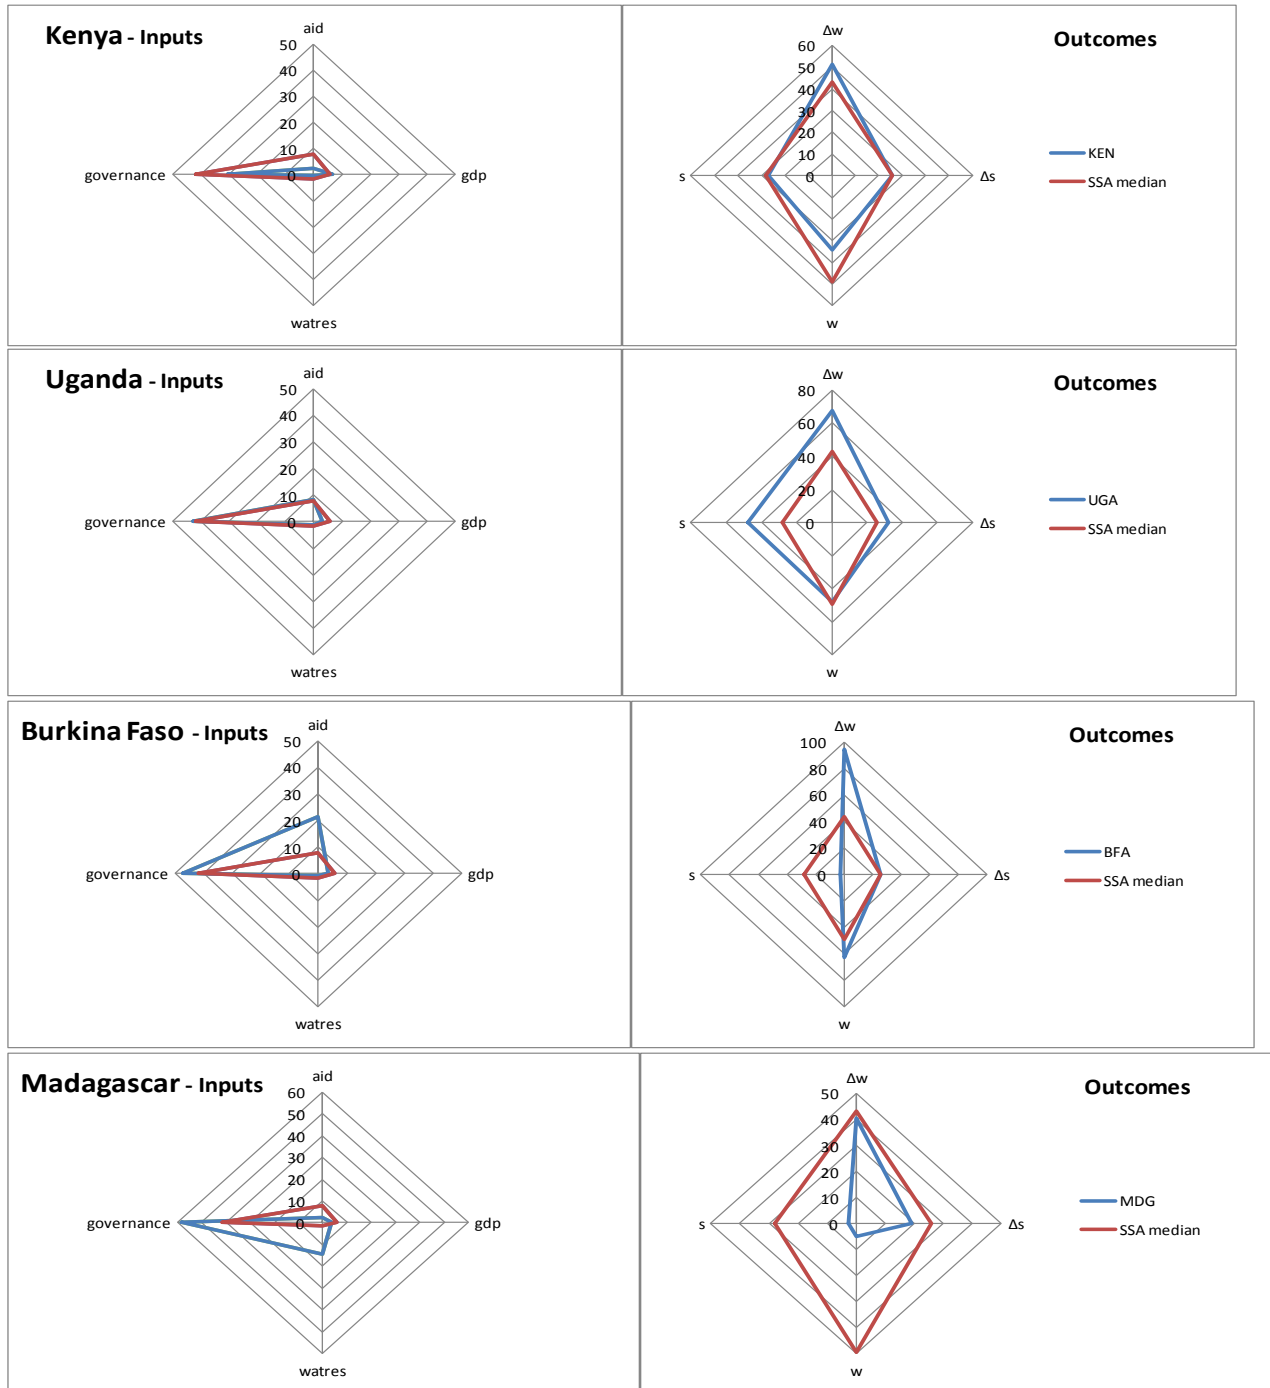 Kenya - Inputs
aid
50
40
30
20
10
0
governance
gdp
watres
Outcomes
Δw
60
50
40
30
20
10
0
s
Δs
w
KEN
SSA median
Uganda - Inputs
aid
50
40
30
20
10
0
governance
gdp
watres
Outcomes
Δw
80
60
40
20
0
s
Δs
w
UGA
SSA median
Burkina Faso - Inputs
aid
50
40
30
20
10
0
governance
gdp
watres
Outcomes
Δw
100
80
60
40
20
0
s
Δs
w
BFA
SSA median
Madagascar - Inputs
aid
60
50
40
30
20
10
0
governance
gdp
watres
Outcomes
Δw
50
40
30
20
10
0
s
Δs
w
MDG
SSA median